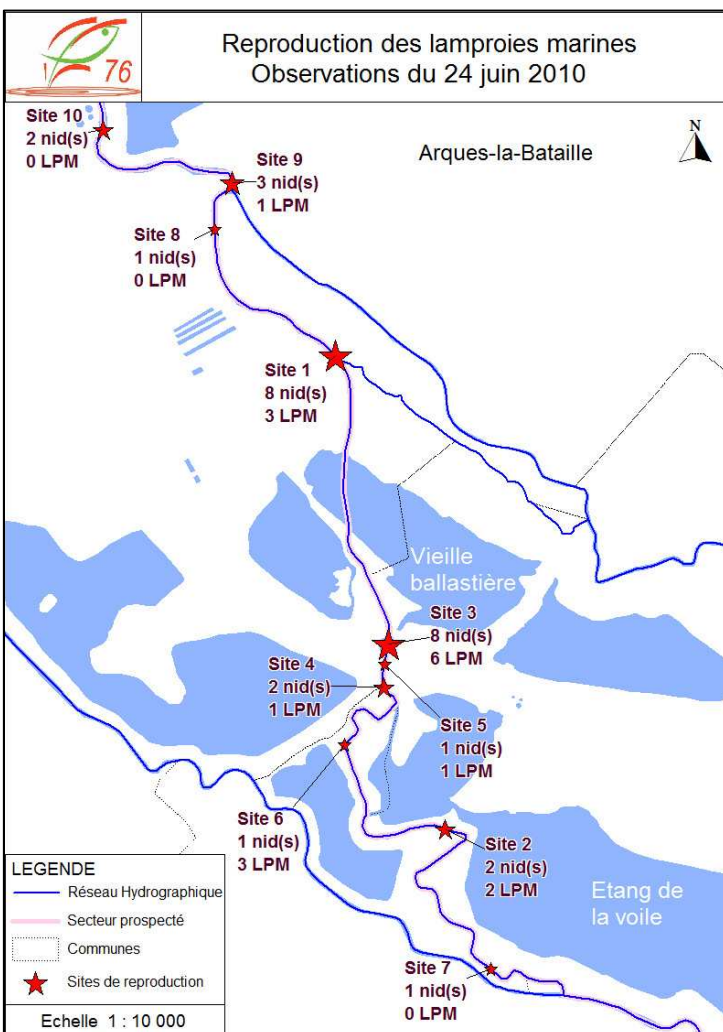 76
Reproduction des lamproies marines
Observations du 24 juin 2010
Site 10
2 nid(s)
0 LPM
Site 9
3 nid(s)
1 LPM
Arques-la-Bataille
N
Site 8
1 nid(s)
0 LPM
Site 1
8 nid(s)
3 LPM
Vieille
ballastière
Site 3
8 nid(s)
6 LPM
Site 4
2 nid(s)
1 LPM
Site 5
1 nid(s)
1 LPM
Site 6
1 nid(s)
3 LPM
Site 2
2 nid(s)
2 LPM
Etang de
la voile
Site 7
1 nid(s)
0 LPM
LEGENDE
Réseau Hydrographique
Secteur prospecté
Communes
Sites de reproduction
Echelle 1 : 10 000